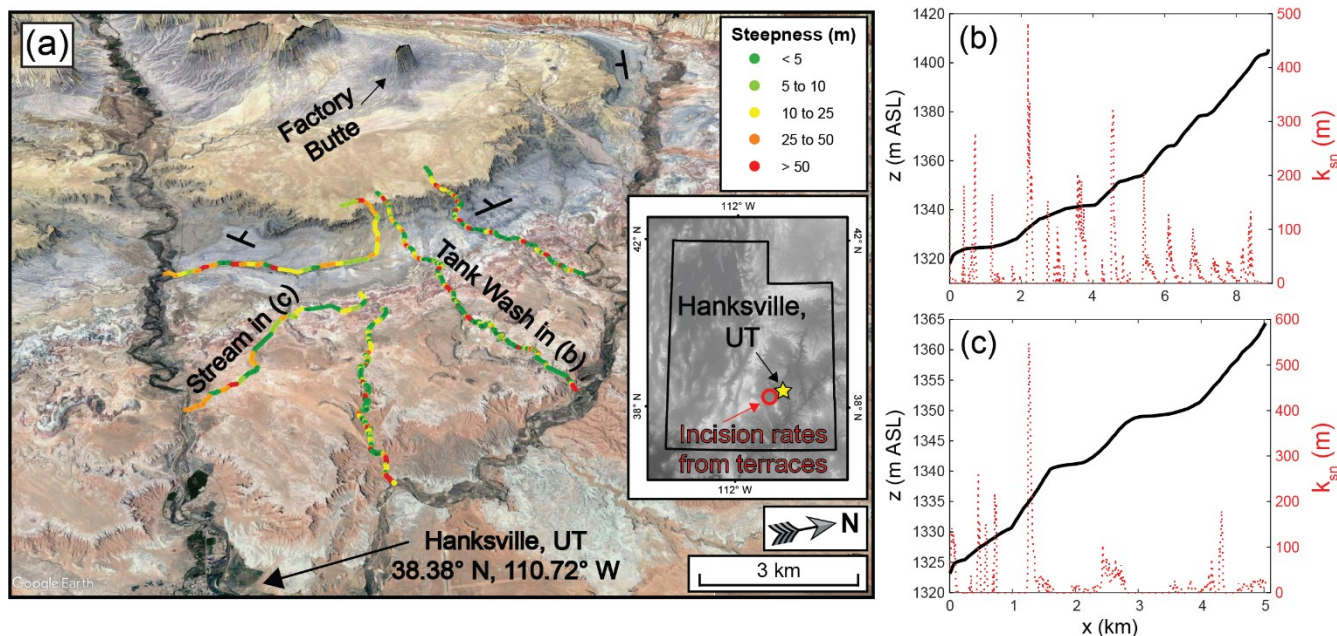 (a)
Steepness (m)
< 5
5 to 10
10 to 25
25 to 50
> 50
Factory
Butte
Tank Wash in (b)
Stream in (c)
112° W
42° N
42° N
Hanksville,
UT
38° N
38° N
Incision rates
from terraces
112° W
N
3 km
Hanksville, UT
38.38° N, 110.72° W
Google Earth
(b)
z (m ASL)
1420
1400
1380
1360
1340
1320
0
2
4
6
8
500
400
300
200
100
0
ksn (m)
(c)
z (m ASL)
1365
1360
1355
1350
1345
1340
1335
1330
1325
1320
0
1
2
3
4
5
x (km)
600
500
400
300
200
100
0
ksn (m)